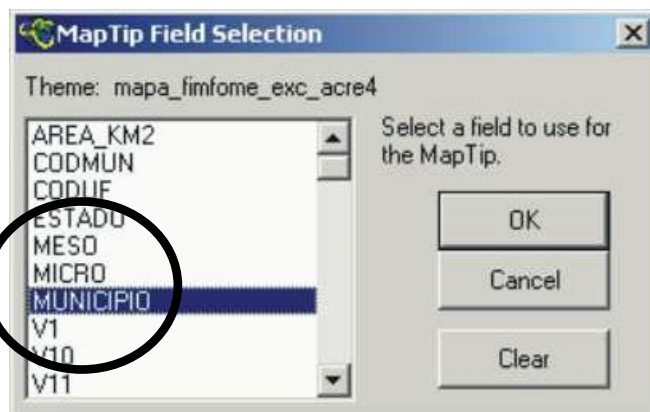 MapTip Field Selection
Theme: mapa_fimfome_exc_acre4
AREA_KM2
CODMUN
CODUF
ESTADO
MESO
MICRO
MUNICIPIO
V1
V10
V11
Select a field to use for
the MapTip.
OK
Cancel
Clear